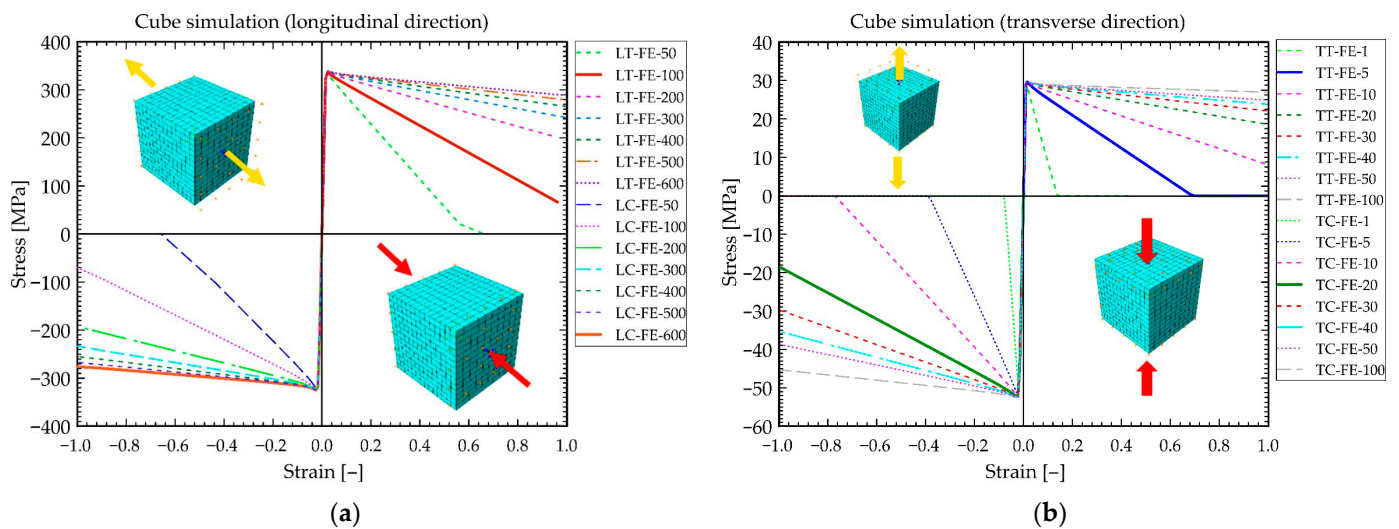 Cube simulation (longitudinal direction)
400
300
200
100
0
−100
−200
−300
−400
Stress [MPa]
−1.0 −0.8 −0.6 −0.4 −0.2 0.0 0.2 0.4 0.6 0.8 1.0
Strain [–]
LT-FE-50
LT-FE-100
LT-FE-200
LT-FE-300
LT-FE-400
LT-FE-500
LT-FE-600
LC-FE-50
LC-FE-100
LC-FE-200
LC-FE-300
LC-FE-400
LC-FE-500
LC-FE-600
(a)
Cube simulation (transverse direction)
40
30
20
10
0
−10
−20
−30
−40
−50
−60
Stress [MPa]
−1.0 −0.8 −0.6 −0.4 −0.2 0.0 0.2 0.4 0.6 0.8 1.0
Strain [–]
TT-FE-1
TT-FE-5
TT-FE-10
TT-FE-20
TT-FE-30
TT-FE-40
TT-FE-50
TT-FE-100
TC-FE-1
TC-FE-5
TC-FE-10
TC-FE-20
TC-FE-30
TC-FE-40
TC-FE-50
TC-FE-100
(b)